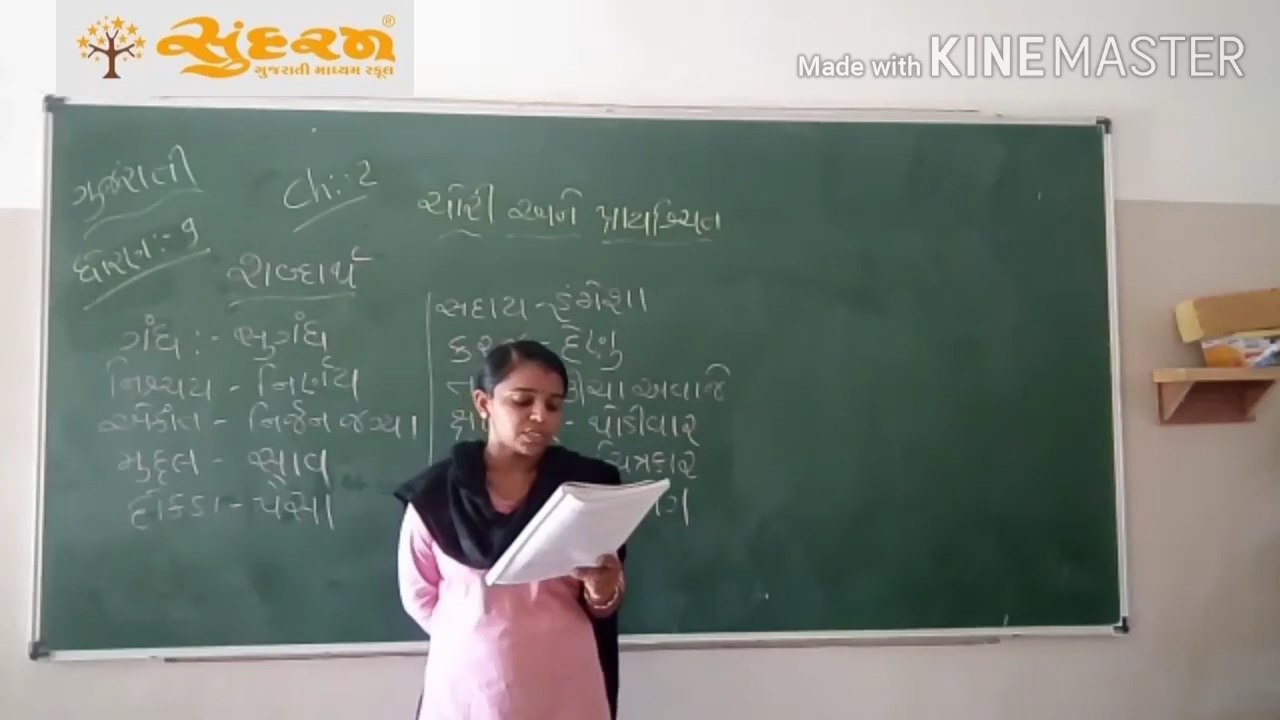 સુંદરમ્®
ગુજરાતી માધ્યમ સ્કૂલ
Made with KINEMASTER
ગુજરાતી
Ch:-2
ચોરી અને પ્રાયશ્ચિત
ધોરણ:-9
શબ્દાર્થ
ગંધ :- સુગંધ
નિશ્ચય - નિર્ણય
એકાંત - નિર્જન જગ્યા
મુદ્દલ - સાવ
દોકડા - પૈસા
સદાય - હંમેશા
દેણુ
ઊંચા અવાજે
થોડીવાર
ચિત્રકાર